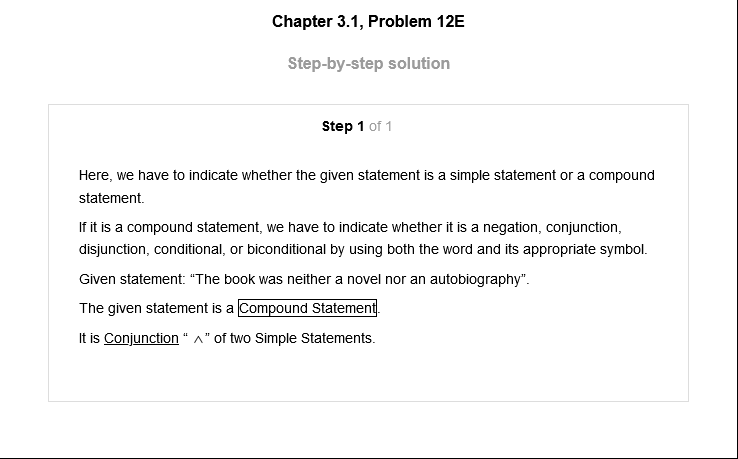 Chapter 3.1, Problem 12E
Step-by-step solution
Step 1 of 1
Here, we have to indicate whether the given statement is a simple statement or a compound
statement.
If it is a compound statement, we have to indicate whether it is a negation, conjunction,
disjunction, conditional, or biconditional by using both the word and its appropriate symbol.
Given statement: “The book was neither a novel nor an autobiography”.
The given statement is a Compound Statement.
It is Conjunction “ ∧” of two Simple Statements.